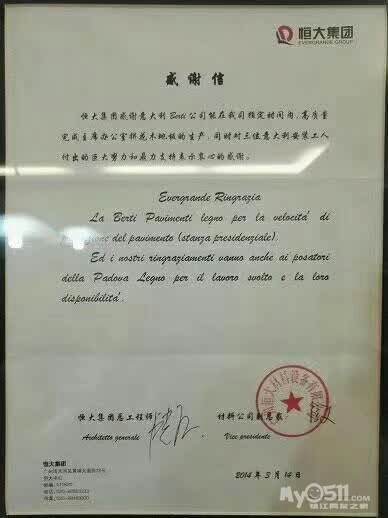 恒大集团
EVERGRANDE GROUP
感谢信
恒大集团感谢意大利Berti公司能在我司指定时间内,高质量
完成主席办公室拼花木地板的生产,同时对三位意大利安装工人
付出的巨大努力和鼎力支持表示衷心的感谢。
Evergrande Ringrazia
La Berti Pavimenti legno per la velocita' di
del pavimento (stanza presidenziale).
Ed i nostri ringraziamenti vanno anche ai posatori
della Padova Legno per il lavoro svolto e la loro
disponibilita'.
恒大集团总工程师
材料公司副总裁
Architetto generale
Vice presidente
恒大集团
2014年3月14日
My0511.com